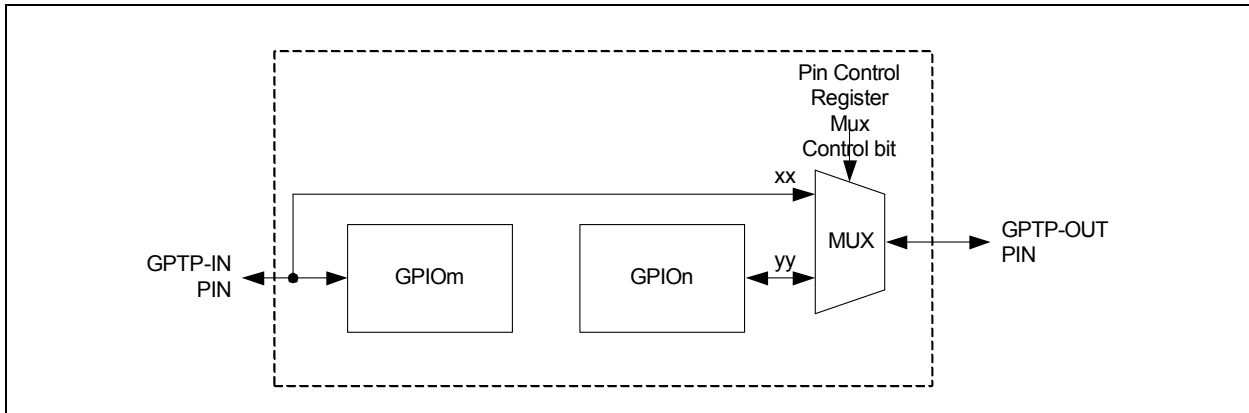 Pin Control
Register
Mux
Control bit
xx
GPTP-IN
PIN
GPIOm
GPIOn
yy
MUX
GPTP-OUT
PIN